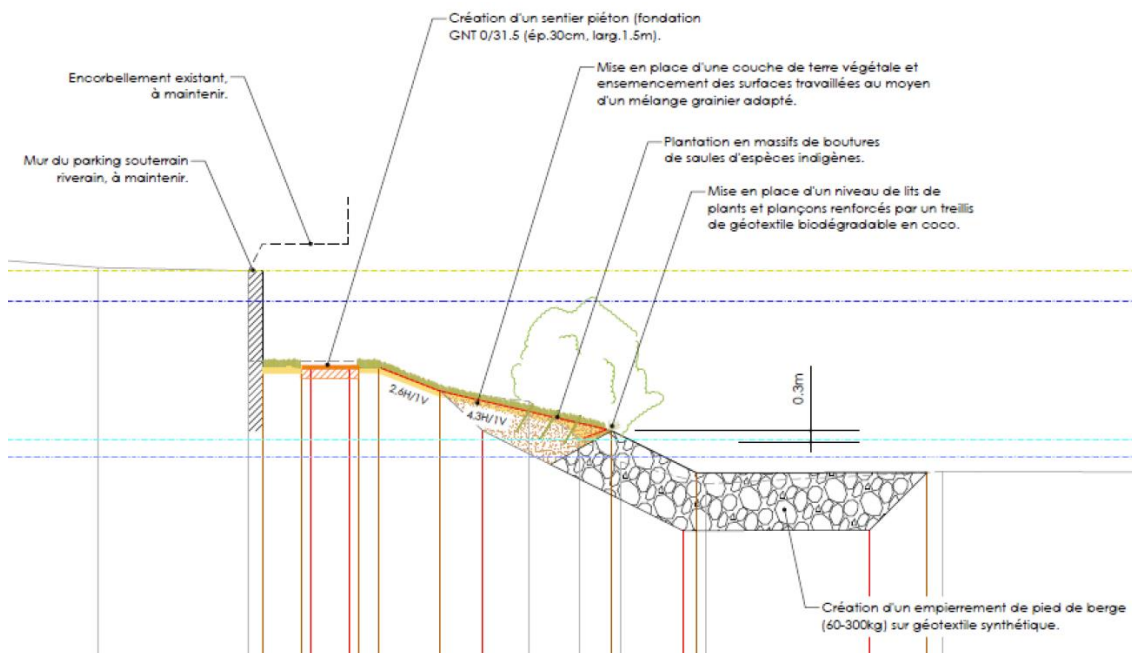 Création d'un sentier piéton (fondation
GNT 0/31.5 (ép.30cm, larg.1.5m).
Encorbellement existant,
à maintenir.
Mise en place d'une couche de terre végétale et
ensemencement des surfaces travaillées au moyen
d'un mélange grainier adapté.
Mur du parking souterrain
riverain, à maintenir.
Plantation en massifs de boutures
de saules d'espèces indigènes.
Mise en place d'un niveau de lits de
plants et plançons renforcés par un treillis
de géotextile biodégradable en coco.
2.6H/1V
4.3H/1V
0.3m
Création d'un empierrement de pied de berge
(60-300kg) sur géotextile synthétique.